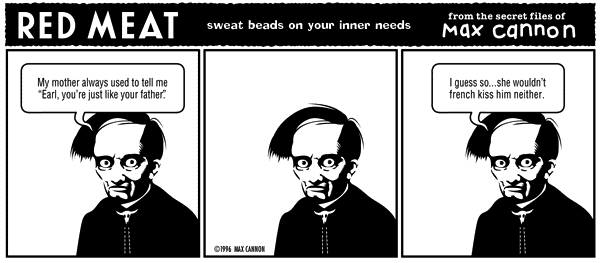 RED MEAT
sweat beads on your inner needs
from the secret files of
Max cannon
My mother always used to tell me
“Earl, you’re just like your father.”
©1996 MAX CANNON
I guess so...she wouldn’t
french kiss him neither.